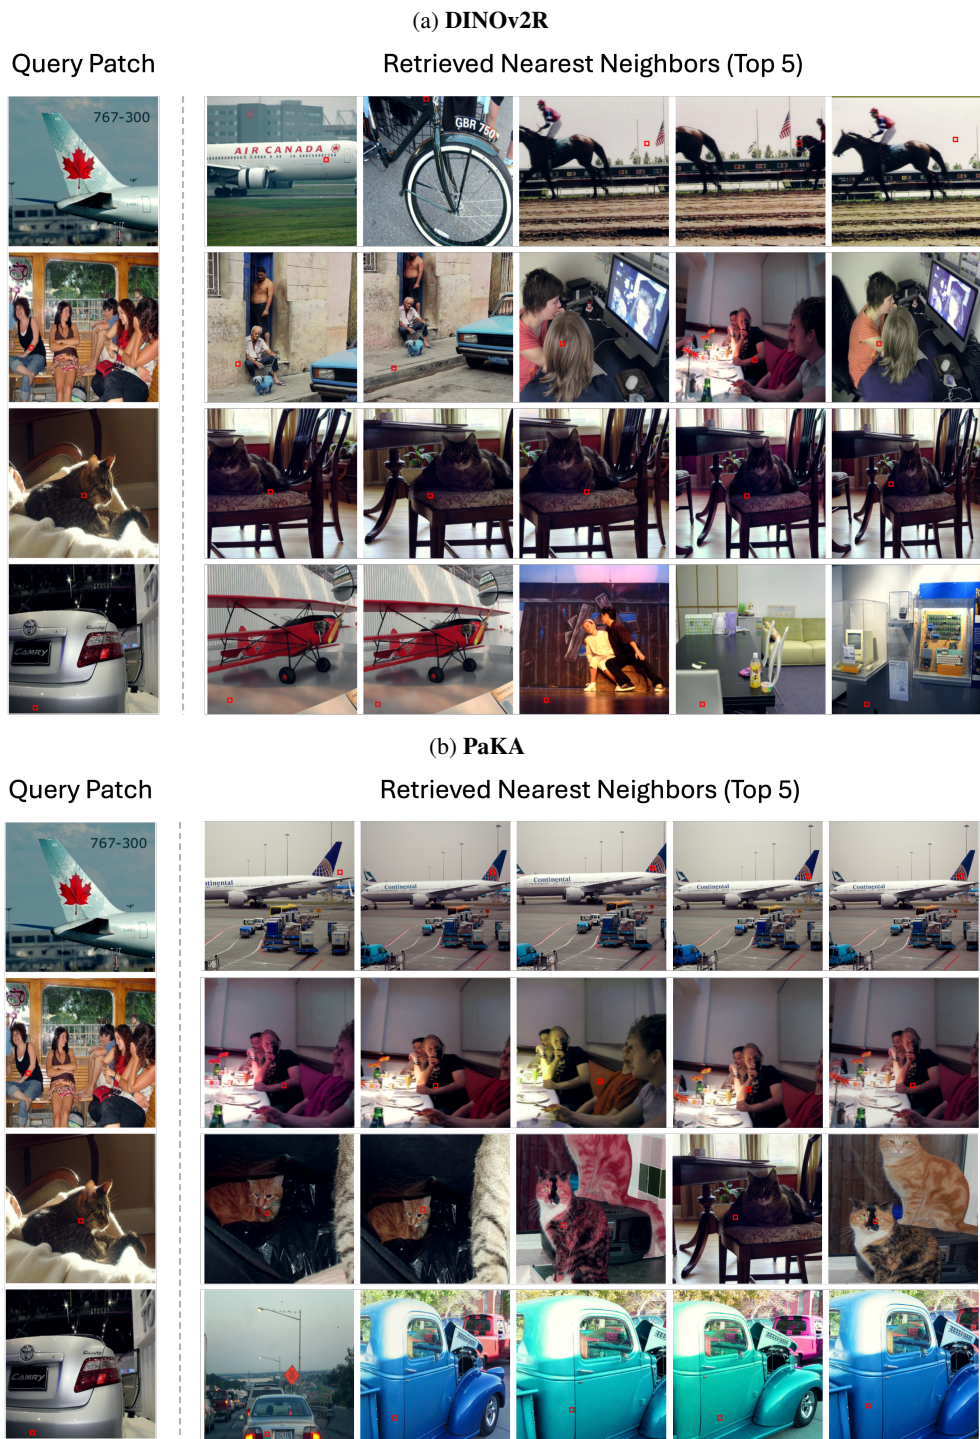 (a) DINOv2R
Query Patch
Retrieved Nearest Neighbors (Top 5)
767-300
AIR CANADA
GBR 750
CAMRY
(b) PaKA
Query Patch
Retrieved Nearest Neighbors (Top 5)
767-300
Continental
Continental
Continental
Continental
CAMRY